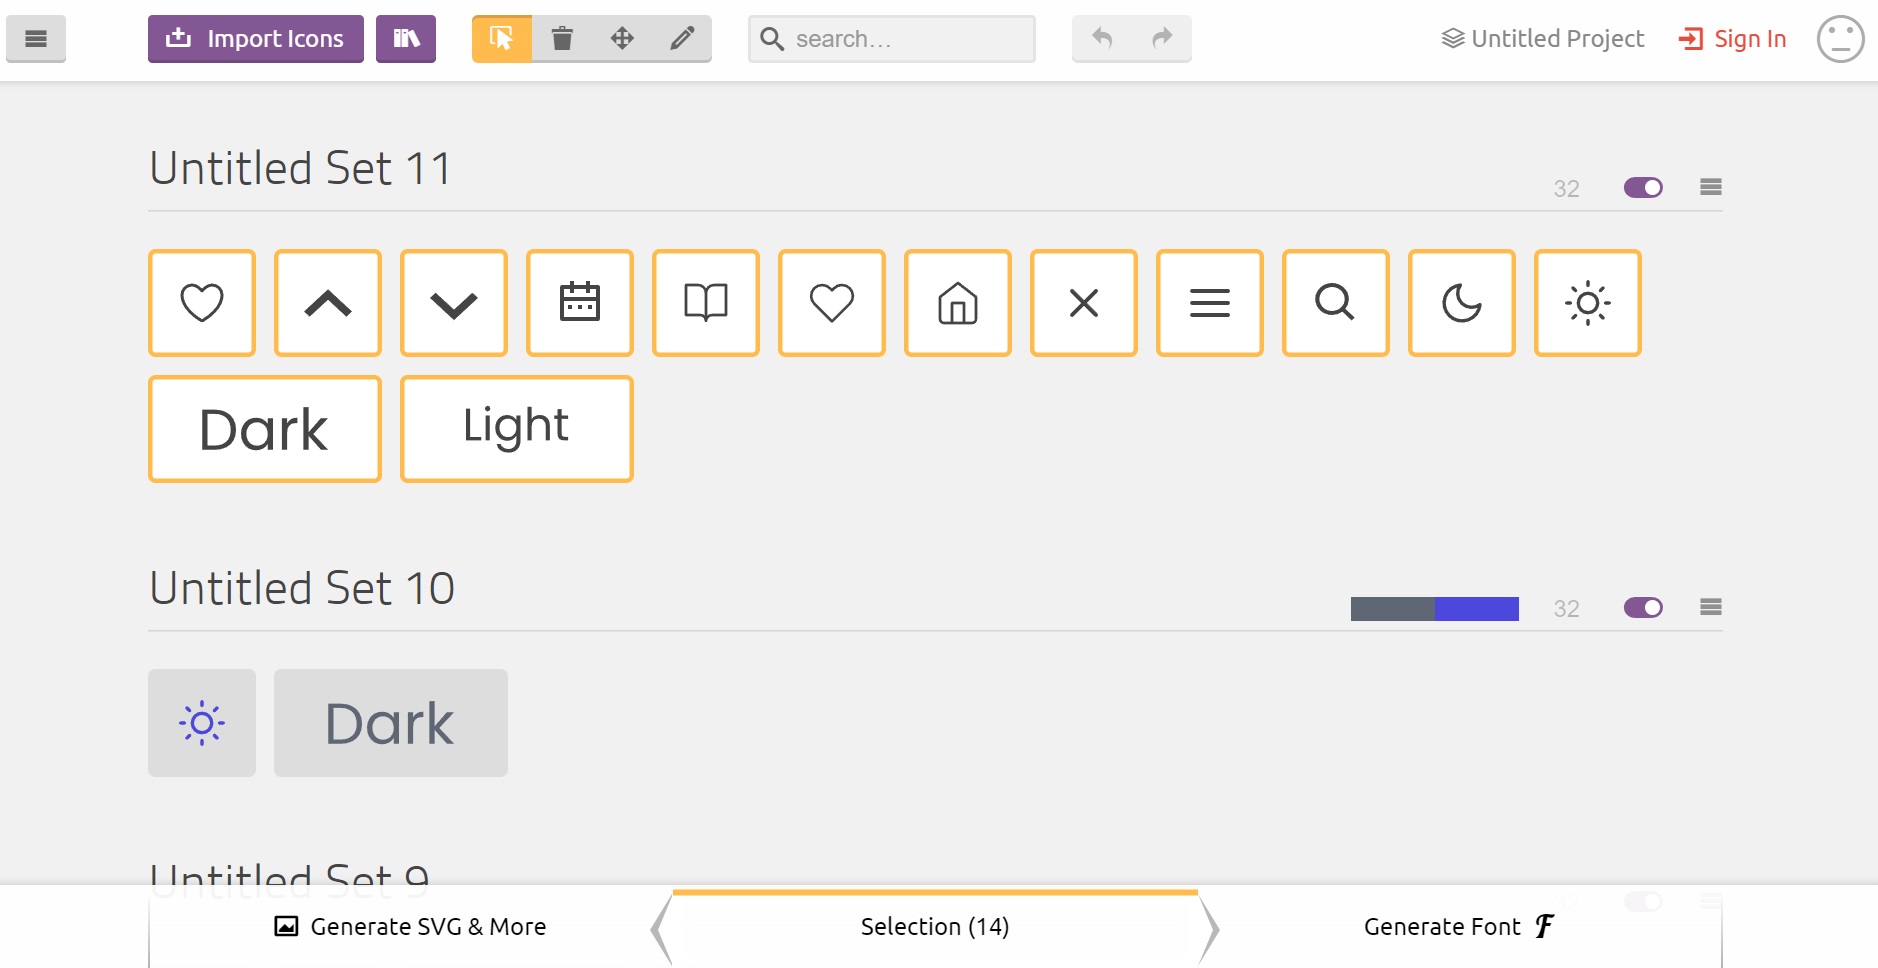 Import Icons
search...
Untitled Project
Sign In
Untitled Set 11
32
Dark
Light
Untitled Set 10
32
Dark
Untitled Set 9
Generate SVG & More
Selection (14)
Generate Font